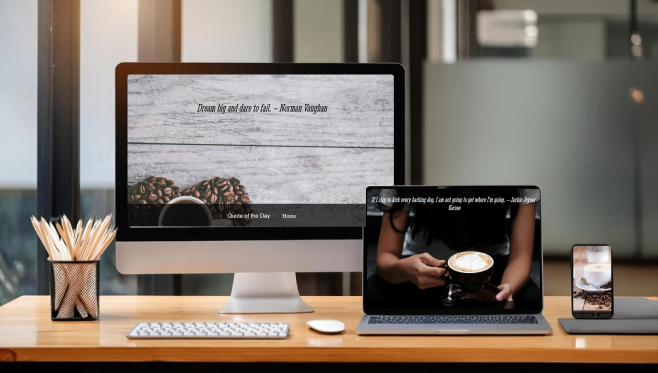 Dream big and dare to fail. – Norman Vaughan
Quote of the Day Home
If I stop to kick every barking dog, I am not going to get where I'm going. – Jackie Joyner
Kersee